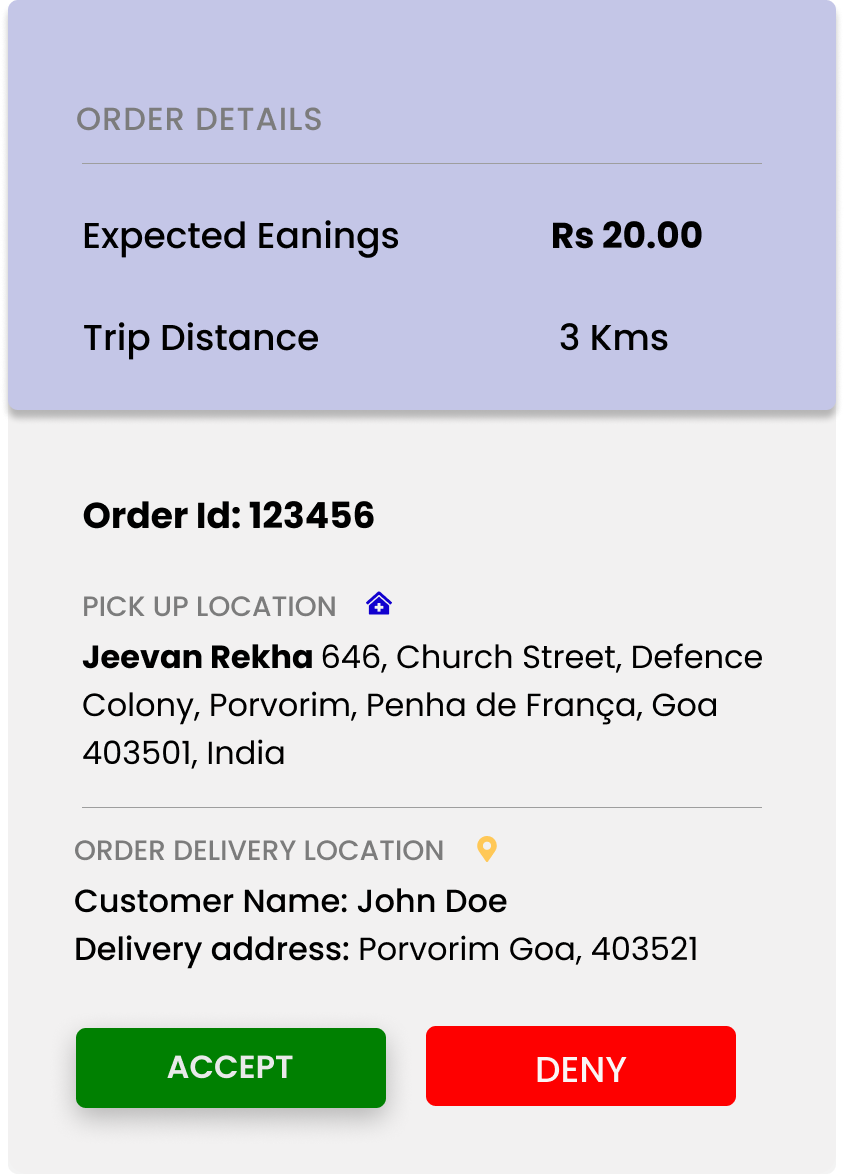 ORDER DETAILS
Expected Eanings Rs 20.00
Trip Distance 3 Kms
Order Id: 123456
PICK UP LOCATION
Jeevan Rekha 646, Church Street, Defence
Colony, Porvorim, Penha de França, Goa
403501, India
ORDER DELIVERY LOCATION
Customer Name: John Doe
Delivery address: Porvorim Goa, 403521
ACCEPT DENY